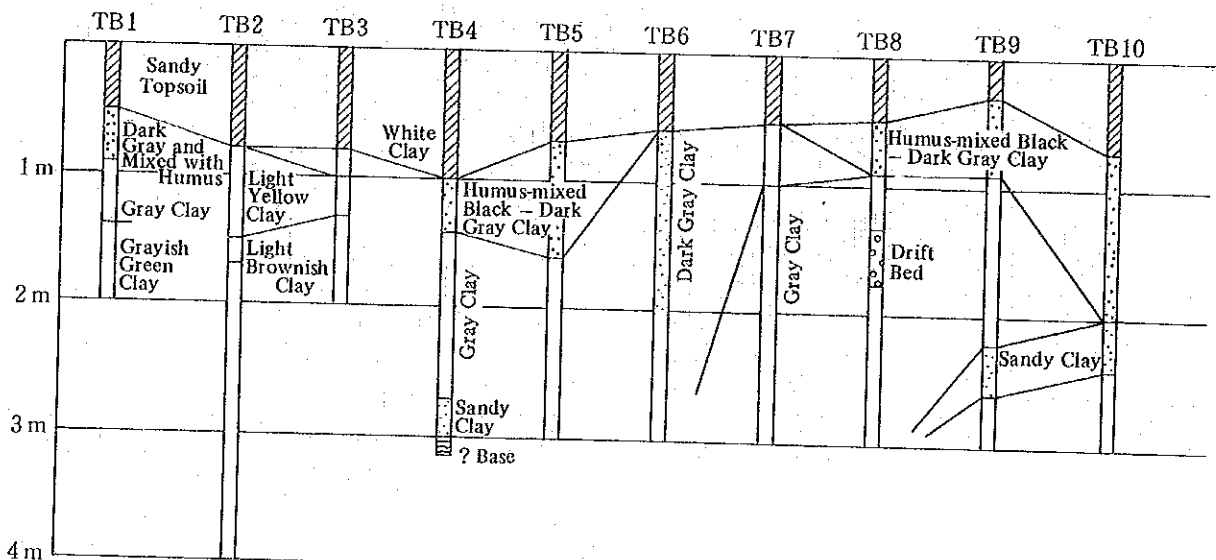 TB1 TB2 TB3 TB4 TB5 TB6 TB7 TB8 TB9 TB10
Sandy
Topsoil
Dark
Gray and
Mixed with
Humus
Gray Clay
Grayish
Green
Clay
Light
Yellow
Clay
Light
Brownish
Clay
White
Clay
Humus-mixed
Black – Dark
Gray Clay
Gray Clay
Sandy
Clay
? Base
Dark Gray Clay
Gray Clay
Humus-mixed Black
– Dark Gray Clay
Drift
Bed
Sandy Clay
1 m
2 m
3 m
4 m